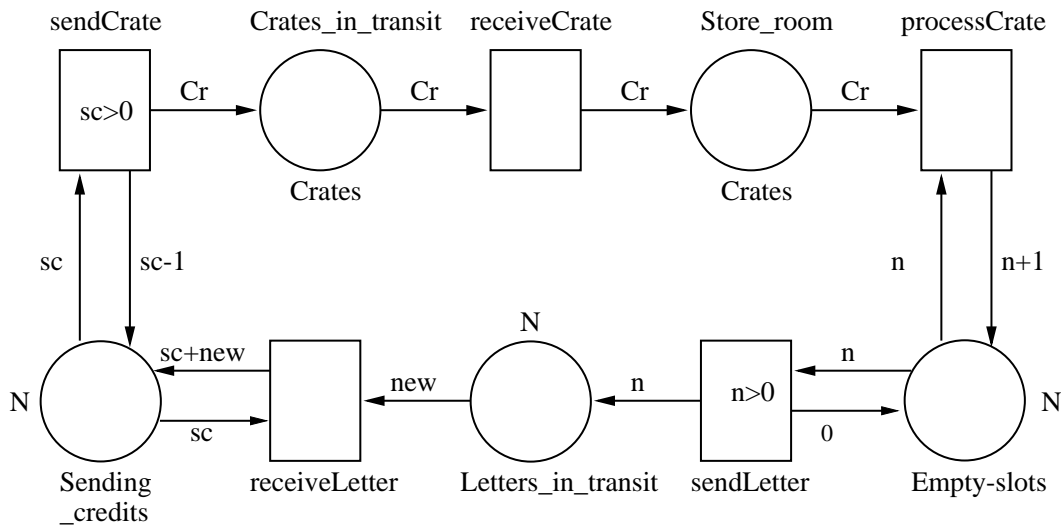 sendCrate
Crates_in_transit
receiveCrate
Store_room
processCrate
sc>0
Cr
Cr
Cr
Cr
Crates
Crates
sc
sc-1
n
n+1
N
sc+new
new
n
n>0
n
N
N
sc
0
Sending
_credits
receiveLetter
Letters_in_transit
sendLetter
Empty-slots